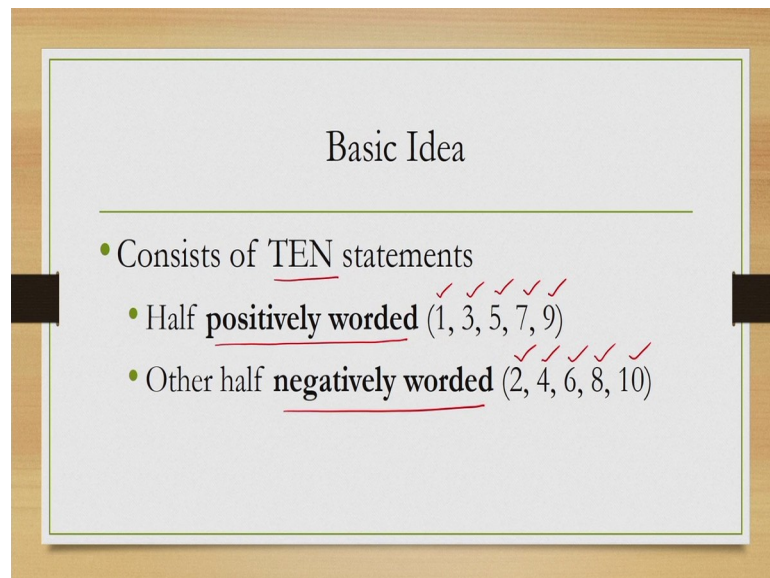 Basic Idea
• Consists of TEN statements
• Half positively worded (1, 3, 5, 7, 9)
• Other half negatively worded (2, 4, 6, 8, 10)